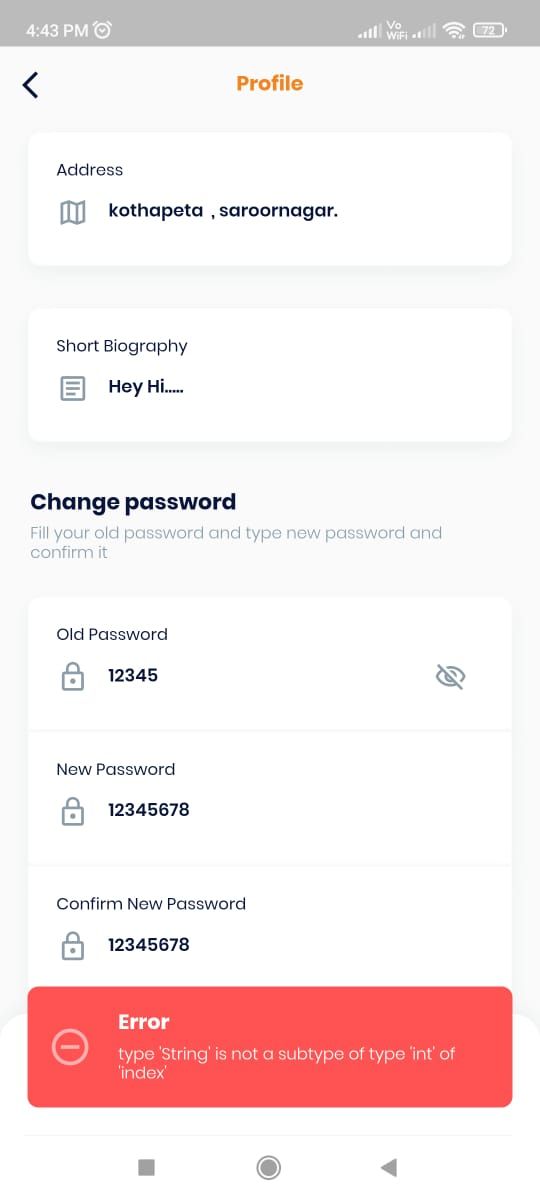 4:43 PM
Vo
WiFi
72
Profile
Address
kothapeta , saroornagar.
Short Biography
Hey Hi.....
Change password
Fill your old password and type new password and
confirm it
Old Password
12345
New Password
12345678
Confirm New Password
12345678
Error
type 'String' is not a subtype of type 'int' of
'index'